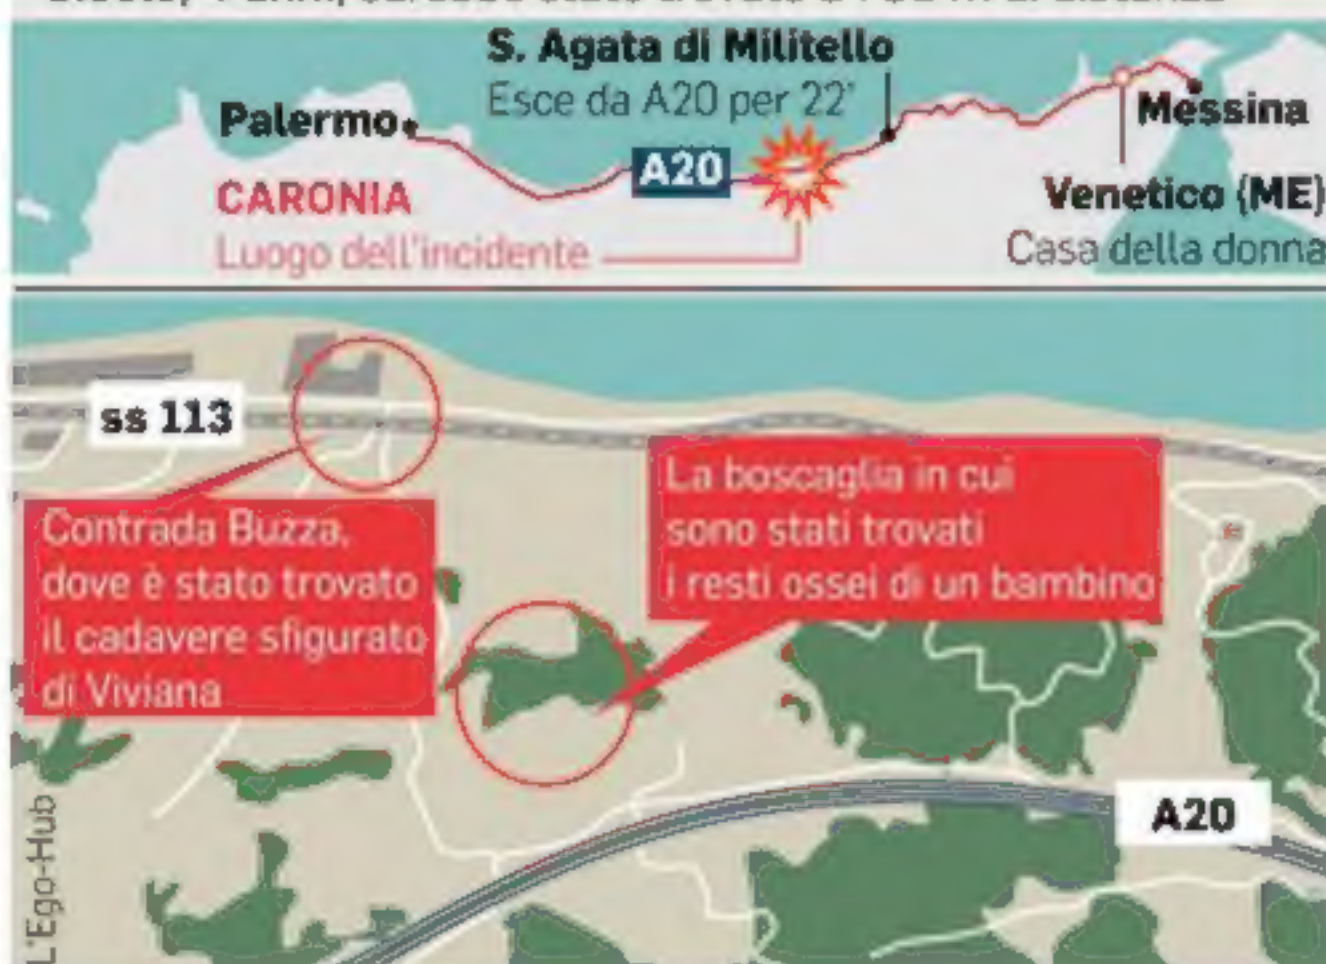 S. Agata di Militello
Esce da A20 per 22'
Palermo
Messina
A20
CARONIA
Luogo dell'incidente
Venetico (ME)
Casa della donna
ss 113
La boscaglia in cui
sono stati trovati
i resti ossei di un bambino
Contrada Buzza,
dove è stato trovato
il cadavere sfigurato
di Viviana
A20
L'Ego-Hub